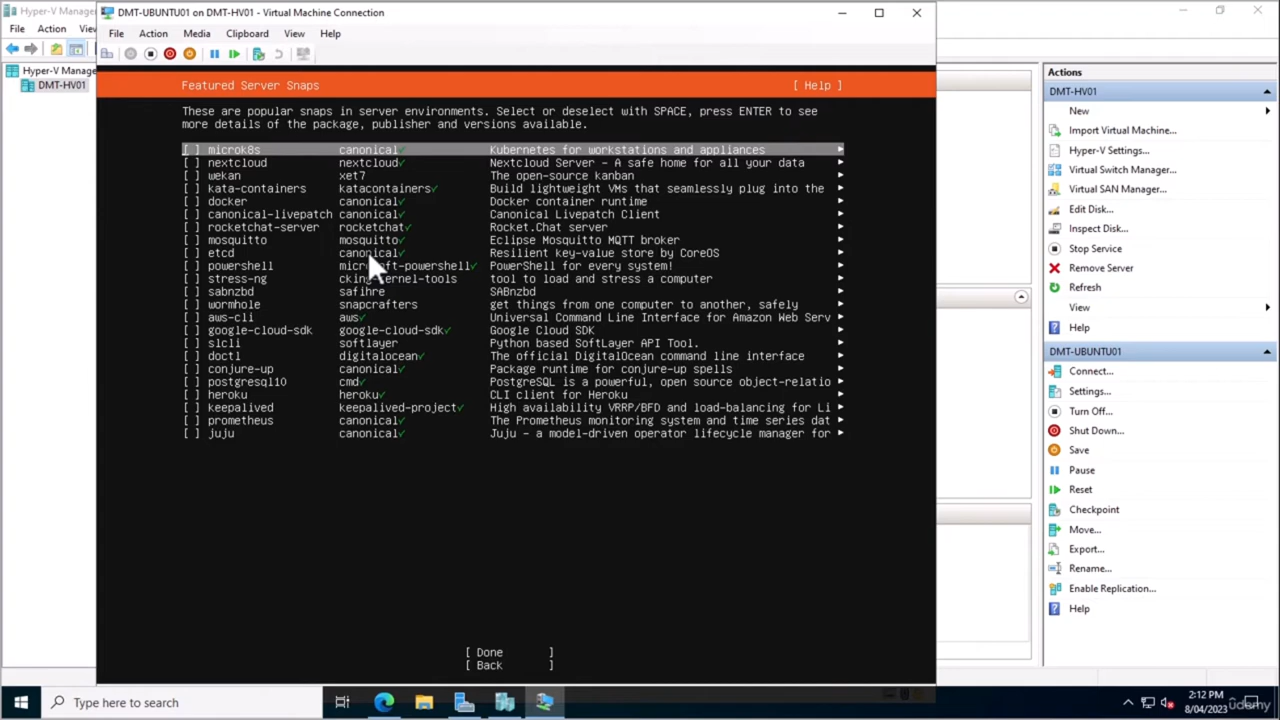 Hyper-V Manager
DMT-UBUNTU01 on DMT-HV01 - Virtual Machine Connection
File Action
File Action Media Clipboard View Help
Hyper-V Manage
DMT-HV01
Featured Server Snaps [ Help ]
These are popular snaps in server environments. Select or deselect with SPACE, press ENTER to see
more details of the package, publisher and versions available.
[ ] microk8s canonical✓ Kubernetes for workstations and appliances ►
[ ] nextcloud nextcloud✓ Nextcloud Server – A safe home for all your data ►
[ ] wekan xet7 The open-source kanban ►
[ ] kata-containers katacontainers✓ Build lightweight VMs that seamlessly plug into the ►
[ ] docker canonical✓ Docker container runtime ►
[ ] canonical-livepatch canonical✓ Canonical Livepatch Client ►
[ ] rocketchat-server rocketchat✓ Rocket.Chat server ►
[ ] mosquitto mosquitto✓ Eclipse Mosquitto MQTT broker ►
[ ] etcd canonical✓ Resilient key-value store by CoreOS ►
[ ] powershell microsoft-powershell✓ PowerShell for every system! ►
[ ] stress-ng cking-kernel-tools tool to load and stress a computer ►
[ ] sabnzbd safihre SABnzbd ►
[ ] wormhole snapcrafters get things from one computer to another, safely ►
[ ] aws-cli aws✓ Universal Command Line Interface for Amazon Web Serv ►
[ ] google-cloud-sdk google-cloud-sdk✓ Google Cloud SDK ►
[ ] slcli softlayer Python based SoftLayer API Tool. ►
[ ] doctl digitalocean✓ The official DigitalOcean command line interface ►
[ ] conjure-up canonical✓ Package runtime for conjure-up spells ►
[ ] postgresql10 cmd✓ PostgreSQL is a powerful, open source object-relatio ►
[ ] heroku heroku✓ CLI client for Heroku ►
[ ] keepalived keepalived-project✓ High availability VRRP/BFD and load-balancing for Li ►
[ ] prometheus canonical✓ The Prometheus monitoring system and time series dat ►
[ ] juju canonical✓ Juju – a model-driven operator lifecycle manager for ►
[ Done ]
[ Back ]
Actions
DMT-HV01
New
Import Virtual Machine...
Hyper-V Settings...
Virtual Switch Manager...
Virtual SAN Manager...
Edit Disk...
Inspect Disk...
Stop Service
Remove Server
Refresh
View
Help
DMT-UBUNTU01
Connect...
Settings...
Turn Off...
Shut Down...
Save
Pause
Reset
Checkpoint
Move...
Export...
Rename...
Enable Replication...
Help
Type here to search
2:12 PM
8/04/2023
ûdemy